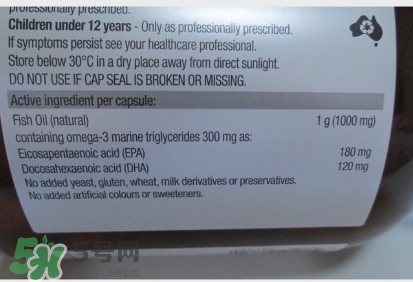 professionally prescribed.
Children under 12 years - Only as professionally prescribed.
If symptoms persist see your healthcare professional.
Store below 30°C in a dry place away from direct sunlight.
DO NOT USE IF CAP SEAL IS BROKEN OR MISSING.
Active ingredient per capsule:
Fish Oil (natural) 1 g (1000 mg)
containing omega-3 marine triglycerides 300 mg as:
Eicosapentaenoic acid (EPA) 180 mg
Docosahexaenoic acid (DHA) 120 mg
No added yeast, gluten, wheat, milk derivatives or preservatives.
No added artificial colours or sweeteners.
5号网